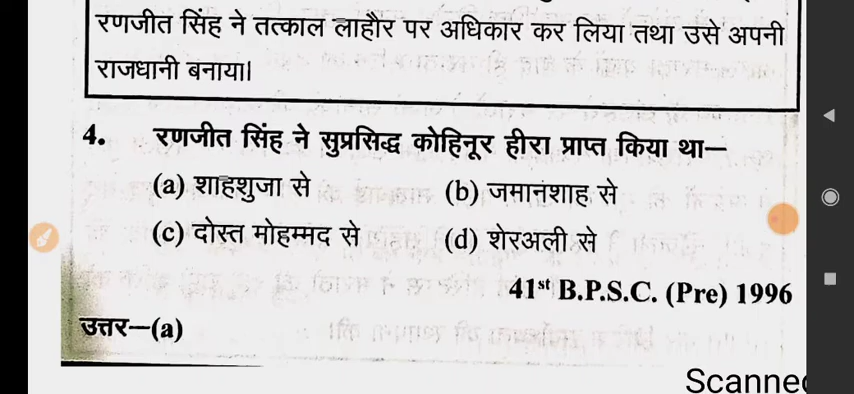 रणजीत सिंह ने तत्काल लाहौर पर अधिकार कर लिया तथा उसे अपनी
राजधानी बनाया।
4. रणजीत सिंह ने सुप्रसिद्ध कोहिनूर हीरा प्राप्त किया था–
(a) शाहशुजा से (b) जमानशाह से
(c) दोस्त मोहम्मद से (d) शेरअली से
41st B.P.S.C. (Pre) 1996
उत्तर–(a)
Scanned